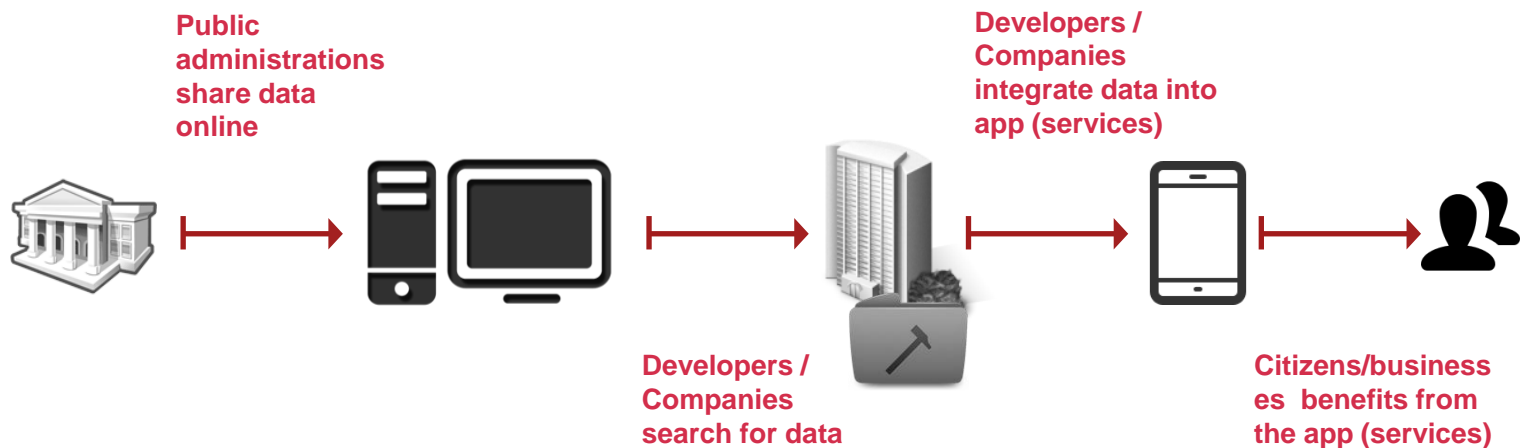 Public
administrations
share data
online
Developers /
Companies
search for data
Developers /
Companies
integrate data into
app (services)
Citizens/business
es  benefits from
the app (services)